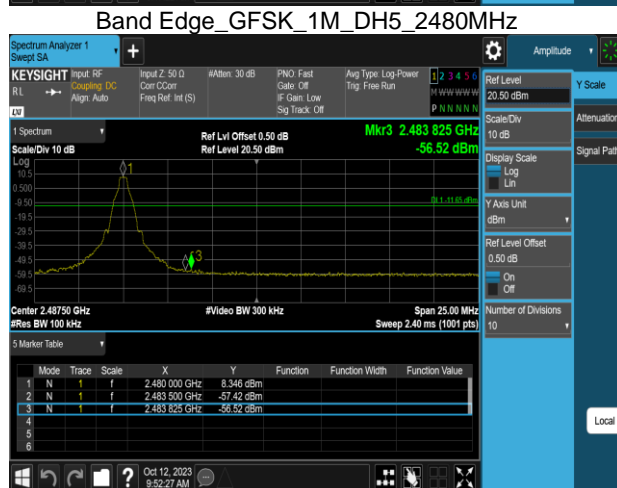 Band Edge_GFSK_1M_DH5_2480MHz
Spectrum Analyzer 1
Swept SA
Amplitude
KEYSIGHT Input: RF Input Z: 50 Ω #Atten: 30 dB PNO: Fast Avg Type: Log-Power 1 2 3 4 5 6
RL Coupling: DC Corr CCorr Gate: Off Trig: Free Run M WW WW W
Align: Auto Freq Ref: Int (S) IF Gain: Low P N N N N N
Sig Track: Off
LXI
Ref Level
20.50 dBm
Y Scale
Scale/Div
10 dB
Attenuation
Display Scale
Log
Lin
Signal Path
Y Axis Unit
dBm
Ref Level Offset
0.50 dB
On
Off
Number of Divisions
10
Local
1 Spectrum Ref Lvl Offset 0.50 dB Mkr3 2.483 825 GHz
Scale/Div 10 dB Ref Level 20.50 dBm -56.52 dBm
Log
10.5
0.500
-9.50
-19.5
-29.5
-39.5
-49.5
-59.5
-69.5
1
3
DL1 -11.65 dBm
Center 2.48750 GHz #Video BW 300 kHz Span 25.00 MHz
#Res BW 100 kHz Sweep 2.40 ms (1001 pts)
5 Marker Table
Mode Trace Scale X Y Function Function Width Function Value
1 N 1 f 2.480 000 GHz 8.346 dBm
2 N 1 f 2.483 500 GHz -57.42 dBm
3 N 1 f 2.483 825 GHz -56.52 dBm
4
5
6
? Oct 12, 2023
9:52:27 AM